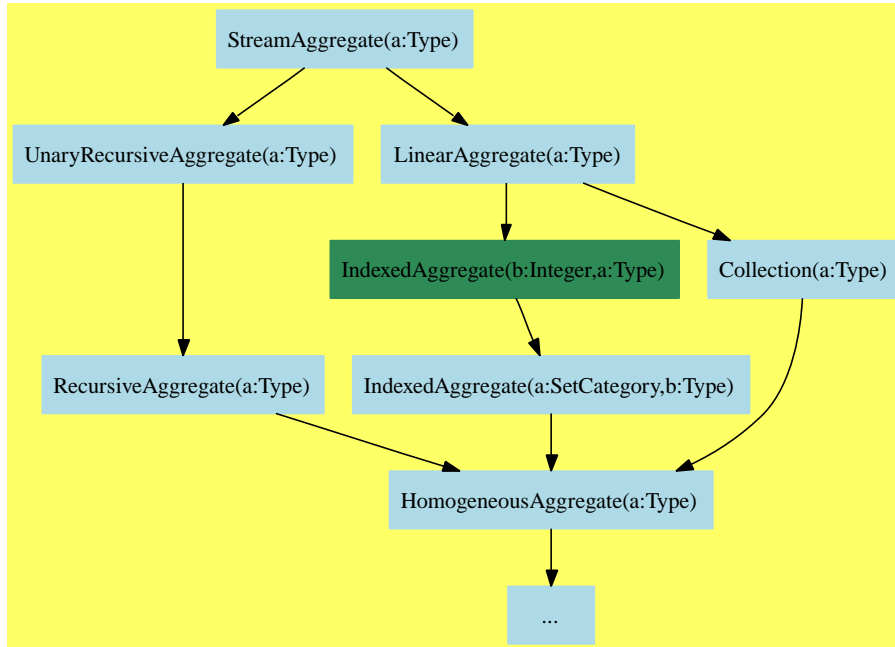 StreamAggregate(a:Type)
UnaryRecursiveAggregate(a:Type)
LinearAggregate(a:Type)
IndexedAggregate(b:Integer,a:Type)
Collection(a:Type)
RecursiveAggregate(a:Type)
IndexedAggregate(a:SetCategory,b:Type)
HomogeneousAggregate(a:Type)
...